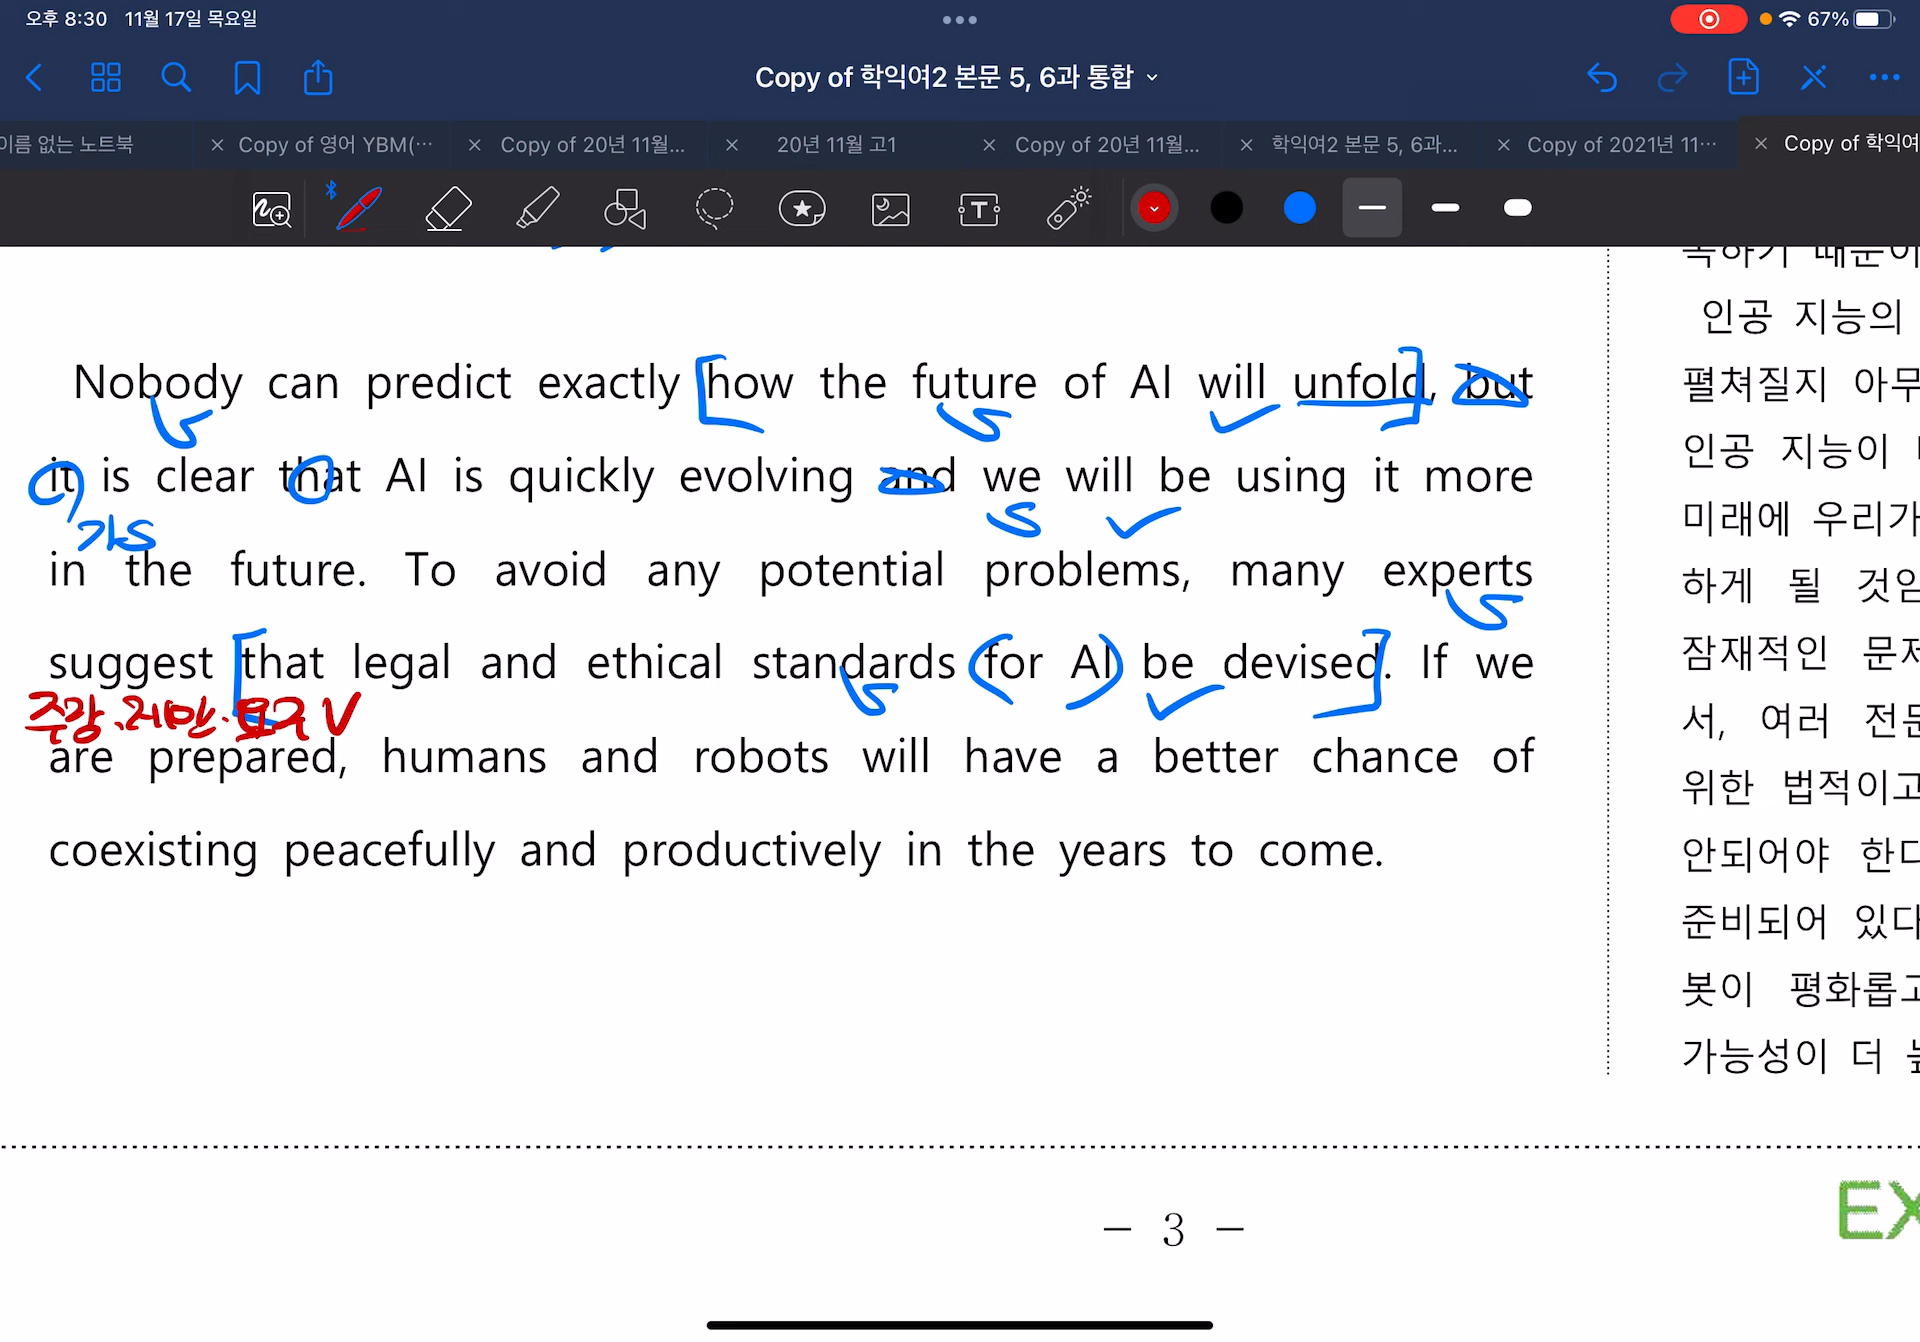 오후 8:30 11월 17일 목요일
67%
Copy of 학익여2 본문 5, 6과 통합
이름 없는 노트북
Copy of 영어 YBM(…
Copy of 20년 11월...
20년 11월 고1
Copy of 20년 11월...
학익여2 본문 5, 6과...
Copy of 2021년 11…
Copy of 학익여
Nobody can predict exactly [how the future of AI will unfold], but
S S
it is clear that AI is quickly evolving and we will be using it more
가S S
in the future. To avoid any potential problems, many experts
S
suggest [that legal and ethical standards (for AI) be devised]. If we
주장.제안.요구 V S
are prepared, humans and robots will have a better chance of
coexisting peacefully and productively in the years to come.
속하기 때문이
인공 지능의
펼쳐질지 아무
인공 지능이
미래에 우리가
하게 될 것임
잠재적인 문제
서, 여러 전문
위한 법적이고
안되어야 한다
준비되어 있다
봇이 평화롭고
가능성이 더
- 3 -
EX